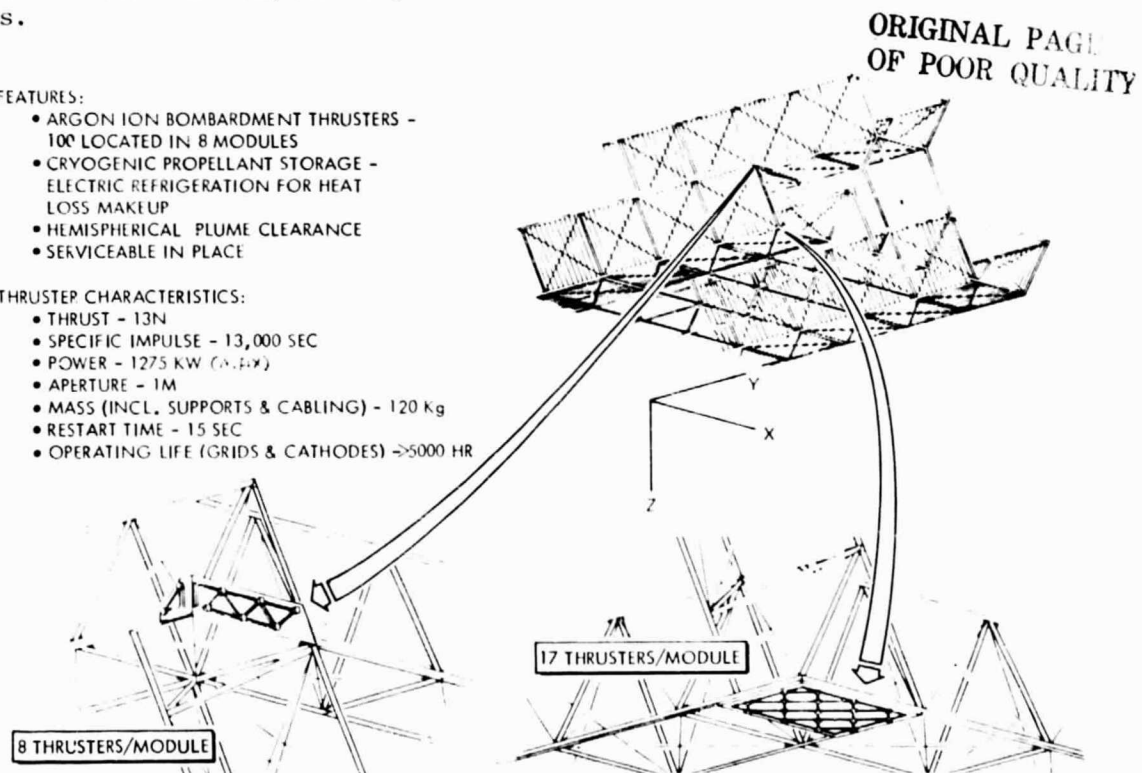 s.
ORIGINAL PAGE
OF POOR QUALITY
FEATURES:
• ARGON ION BOMBARDMENT THRUSTERS -
100 LOCATED IN 8 MODULES
• CRYOGENIC PROPELLANT STORAGE -
ELECTRIC REFRIGERATION FOR HEAT
LOSS MAKEUP
• HEMISPHERICAL PLUME CLEARANCE
• SERVICEABLE IN PLACE
THRUSTER CHARACTERISTICS:
• THRUST - 13N
• SPECIFIC IMPULSE - 13,000 SEC
• POWER - 1275 KW
• APERTURE - 1M
• MASS (INCL. SUPPORTS & CABLING) - 120 Kg
• RESTART TIME - 15 SEC
• OPERATING LIFE (GRIDS & CATHODES) ->5000 HR
Y
X
Z
17 THRUSTERS/MODULE
8 THRUSTERS/MODULE